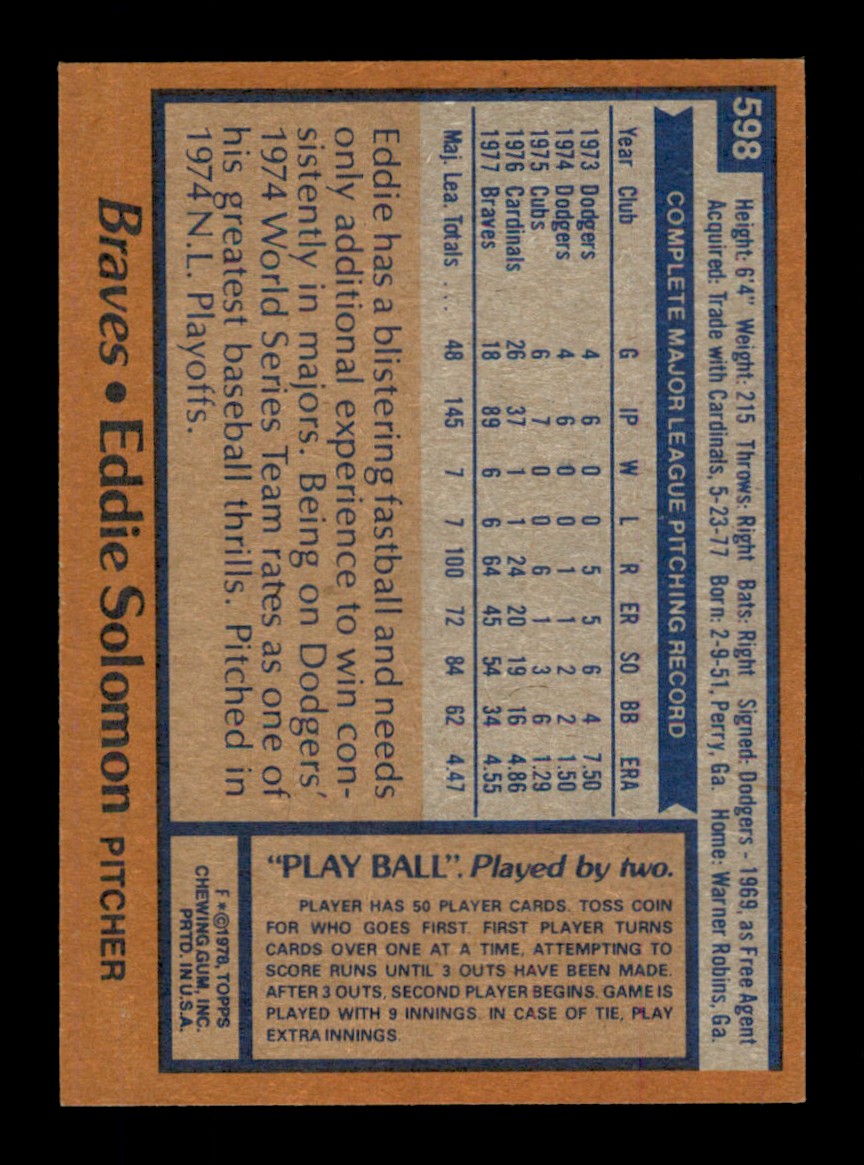 598
Height: 6'4" Weight: 215 Throws: Right Bats: Right Signed: Dodgers - 1969, as Free Agent
Acquired: Trade with Cardinals, 5-23-77 Born: 2-9-51, Perry, Ga. Home: Warner Robins, Ga.
COMPLETE MAJOR LEAGUE PITCHING RECORD
Year Club G IP W L R ER SO BB ERA
1973 Dodgers 4 6 0 0 5 5 6 4 7.50
1974 Dodgers 4 6 0 0 1 1 2 2 1.50
1975 Cubs 6 7 0 0 6 1 3 6 1.29
1976 Cardinals 26 37 1 1 24 20 19 16 4.86
1977 Braves 18 89 6 6 64 45 54 34 4.55
Maj. Lea. Totals ... 48 145 7 7 100 72 84 62 4.47
Eddie has a blistering fastball and needs
only additional experience to win con-
sistently in majors. Being on Dodgers'
1974 World Series Team rates as one of
his greatest baseball thrills. Pitched in
1974 N.L. Playoffs.
"PLAY BALL". Played by two.
PLAYER HAS 50 PLAYER CARDS. TOSS COIN
FOR WHO GOES FIRST. FIRST PLAYER TURNS
CARDS OVER ONE AT A TIME, ATTEMPTING TO
SCORE RUNS UNTIL 3 OUTS HAVE BEEN MADE.
AFTER 3 OUTS, SECOND PLAYER BEGINS. GAME IS
PLAYED WITH 9 INNINGS. IN CASE OF TIE, PLAY
EXTRA INNINGS.
F*©1978, TOPPS
CHEWING GUM, INC.
PRTD. IN U.S.A.
Braves • Eddie Solomon PITCHER